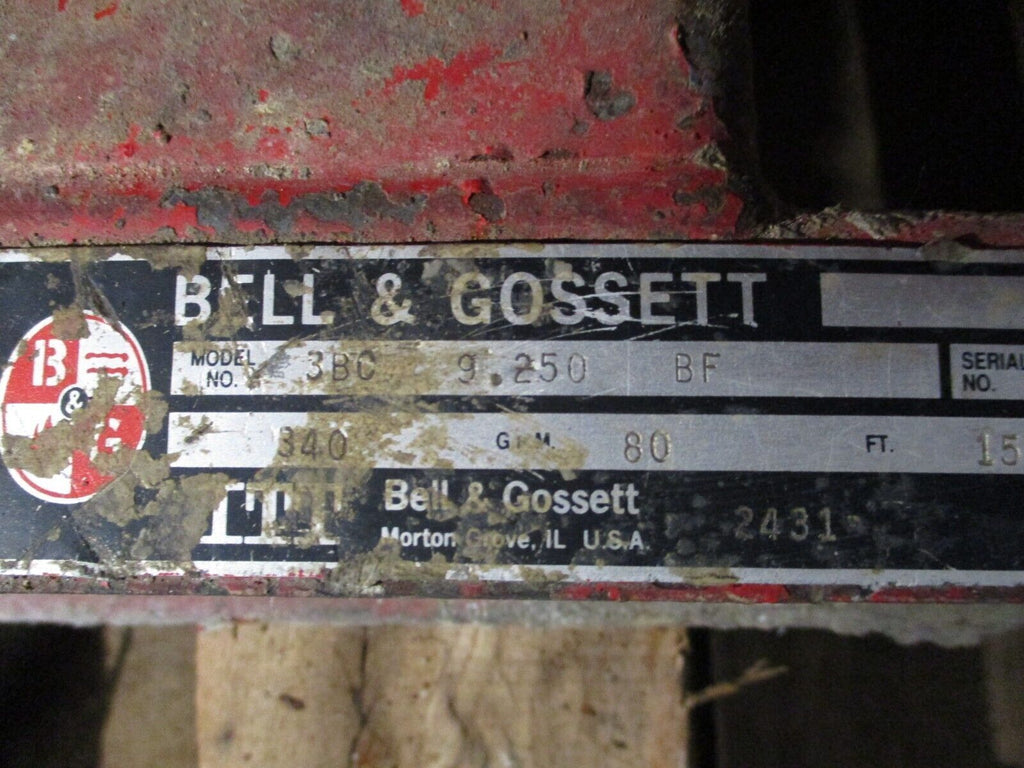 BELL & GOSSETT
B & G
MODEL NO. 3BC 9.250 BF SERIAL NO.
340 G.P.M. 80 FT. 15
ITT Bell & Gossett
Morton Grove, IL U.S.A. 2431